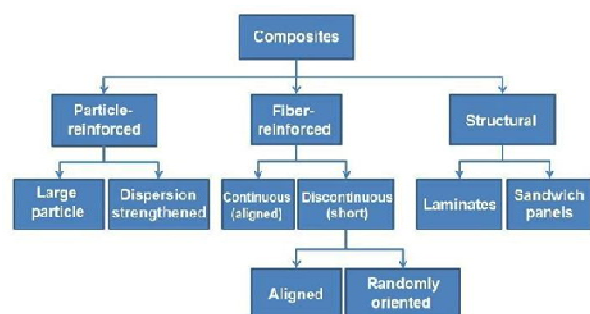 Composites
Particle-
reinforced
Fiber-
reinforced
Structural
Large
particle
Dispersion
strengthened
Continuous
(aligned)
Discontinuous
(short)
Laminates
Sandwich
panels
Aligned
Randomly
oriented